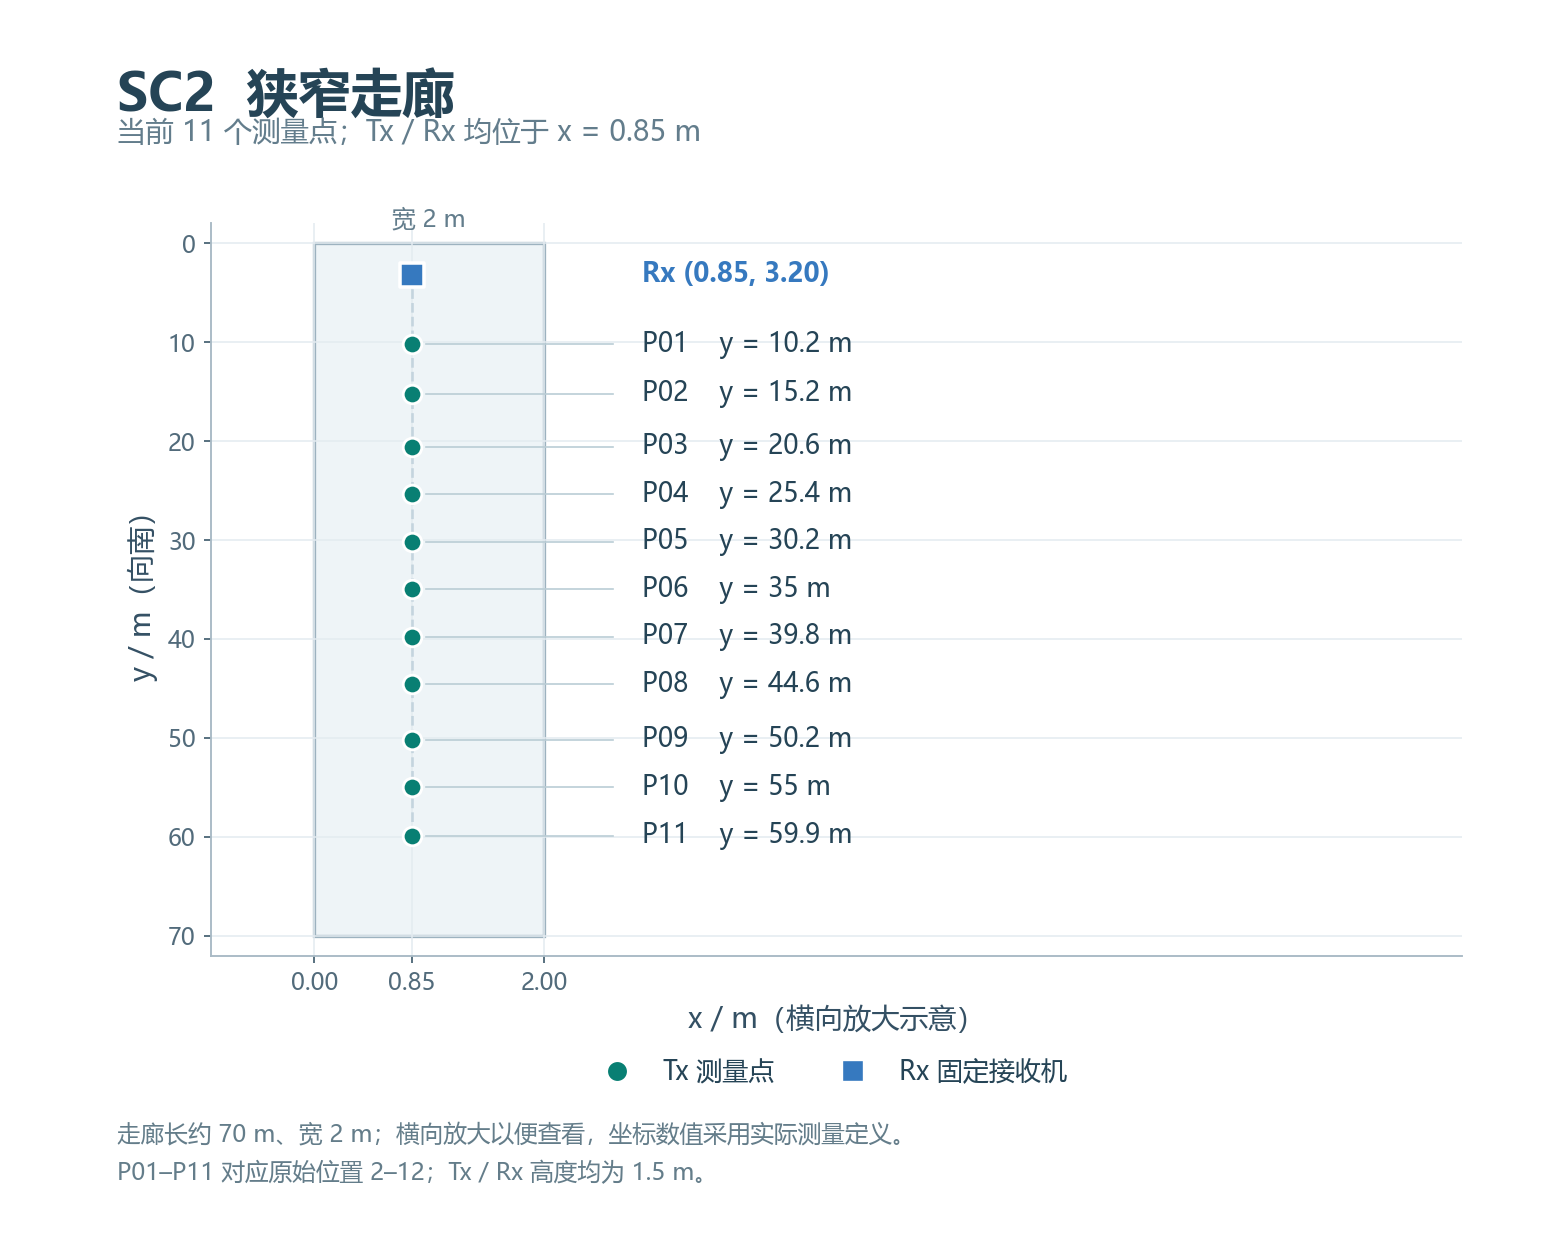 SC2 狭窄走廊
当前 11 个测量点；Tx / Rx 均位于 x = 0.85 m
宽 2 m
0
Rx (0.85, 3.20)
10
P01 y = 10.2 m
P02 y = 15.2 m
20
P03 y = 20.6 m
P04 y = 25.4 m
30
P05 y = 30.2 m
P06 y = 35 m
40
P07 y = 39.8 m
P08 y = 44.6 m
50
P09 y = 50.2 m
P10 y = 55 m
60
P11 y = 59.9 m
70
y / m（向南）
0.00 0.85 2.00
x / m（横向放大示意）
Tx 测量点 Rx 固定接收机
走廊长约 70 m、宽 2 m；横向放大以便查看，坐标数值采用实际测量定义。
P01–P11 对应原始位置 2–12；Tx / Rx 高度均为 1.5 m。